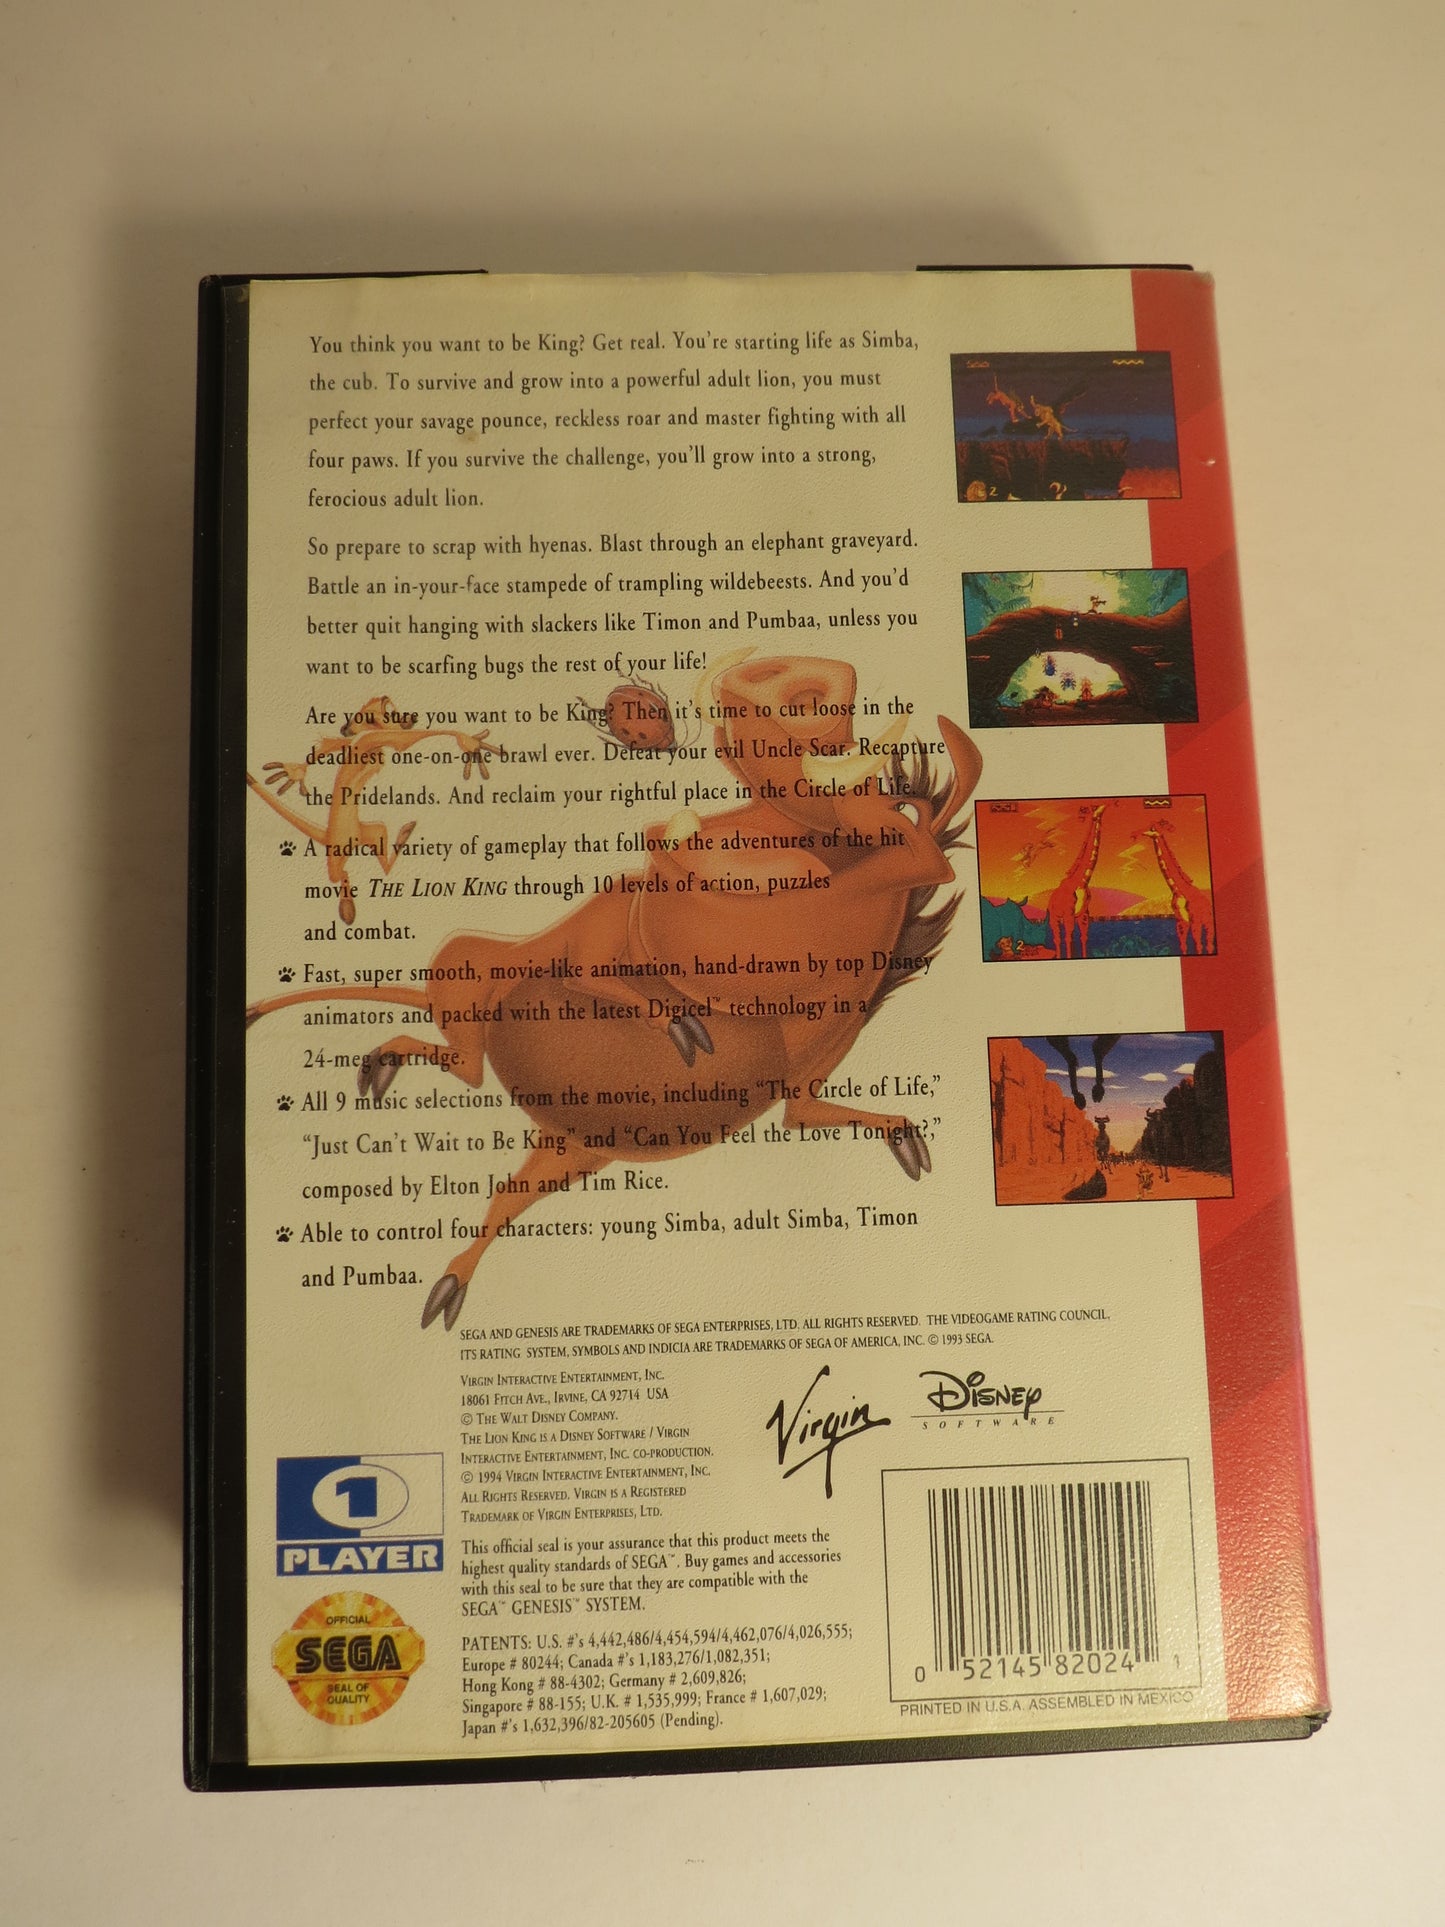 You think you want to be King? Get real. You're starting life as Simba,
the cub. To survive and grow into a powerful adult lion, you must
perfect your savage pounce, reckless roar and master fighting with all
four paws. If you survive the challenge, you'll grow into a strong,
ferocious adult lion.
So prepare to scrap with hyenas. Blast through an elephant graveyard.
Battle an in-your-face stampede of trampling wildebeests. And you'd
better quit hanging with slackers like Timon and Pumbaa, unless you
want to be scarfing bugs the rest of your life!
Are you sure you want to be King? Then it's time to cut loose in the
deadliest one-on-one brawl ever. Defeat your evil Uncle Scar. Recapture
the Pridelands. And reclaim your rightful place in the Circle of Life.
A radical variety of gameplay that follows the adventures of the hit
movie THE LION KING through 10 levels of action, puzzles
and combat.
Fast, super smooth, movie-like animation, hand-drawn by top Disney
animators and packed with the latest Digicel™ technology in a
24-meg cartridge.
All 9 music selections from the movie, including "The Circle of Life,"
"Just Can't Wait to Be King" and "Can You Feel the Love Tonight?,"
composed by Elton John and Tim Rice.
Able to control four characters: young Simba, adult Simba, Timon
and Pumbaa.
SEGA AND GENESIS ARE TRADEMARKS OF SEGA ENTERPRISES, LTD. ALL RIGHTS RESERVED. THE VIDEOGAME RATING COUNCIL,
ITS RATING SYSTEM, SYMBOLS AND INDICIA ARE TRADEMARKS OF SEGA OF AMERICA, INC. © 1993 SEGA.
VIRGIN INTERACTIVE ENTERTAINMENT, INC.
18061 FITCH AVE., IRVINE, CA 92714 USA
© THE WALT DISNEY COMPANY.
THE LION KING IS A DISNEY SOFTWARE / VIRGIN
INTERACTIVE ENTERTAINMENT, INC. CO-PRODUCTION.
© 1994 VIRGIN INTERACTIVE ENTERTAINMENT, INC.
ALL RIGHTS RESERVED. VIRGIN IS A REGISTERED
TRADEMARK OF VIRGIN ENTERPRISES, LTD.
Virgin
DISNEY
SOFTWARE
1
PLAYER
This official seal is your assurance that this product meets the
highest quality standards of SEGA™. Buy games and accessories
with this seal to be sure that they are compatible with the
SEGA™ GENESIS™ SYSTEM.
OFFICIAL
SEGA
SEAL OF
QUALITY
PATENTS: U.S. #'s 4,442,486/4,454,594/4,462,076/4,026,555;
Europe # 80244; Canada #'s 1,183,276/1,082,351;
Hong Kong # 88-4302; Germany # 2,609,826;
Singapore # 88-155; U.K. # 1,535,999; France # 1,607,029;
Japan #'s 1,632,396/82-205605 (Pending).
0 52145 82024 1
PRINTED IN U.S.A. ASSEMBLED IN MEXICO
2
2